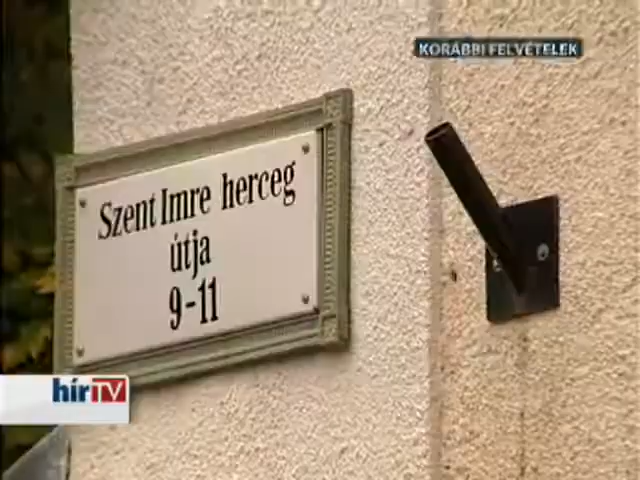 KORÁBBI FELVÉTELEK
Szent Imre herceg
útja
9-11
hírTV